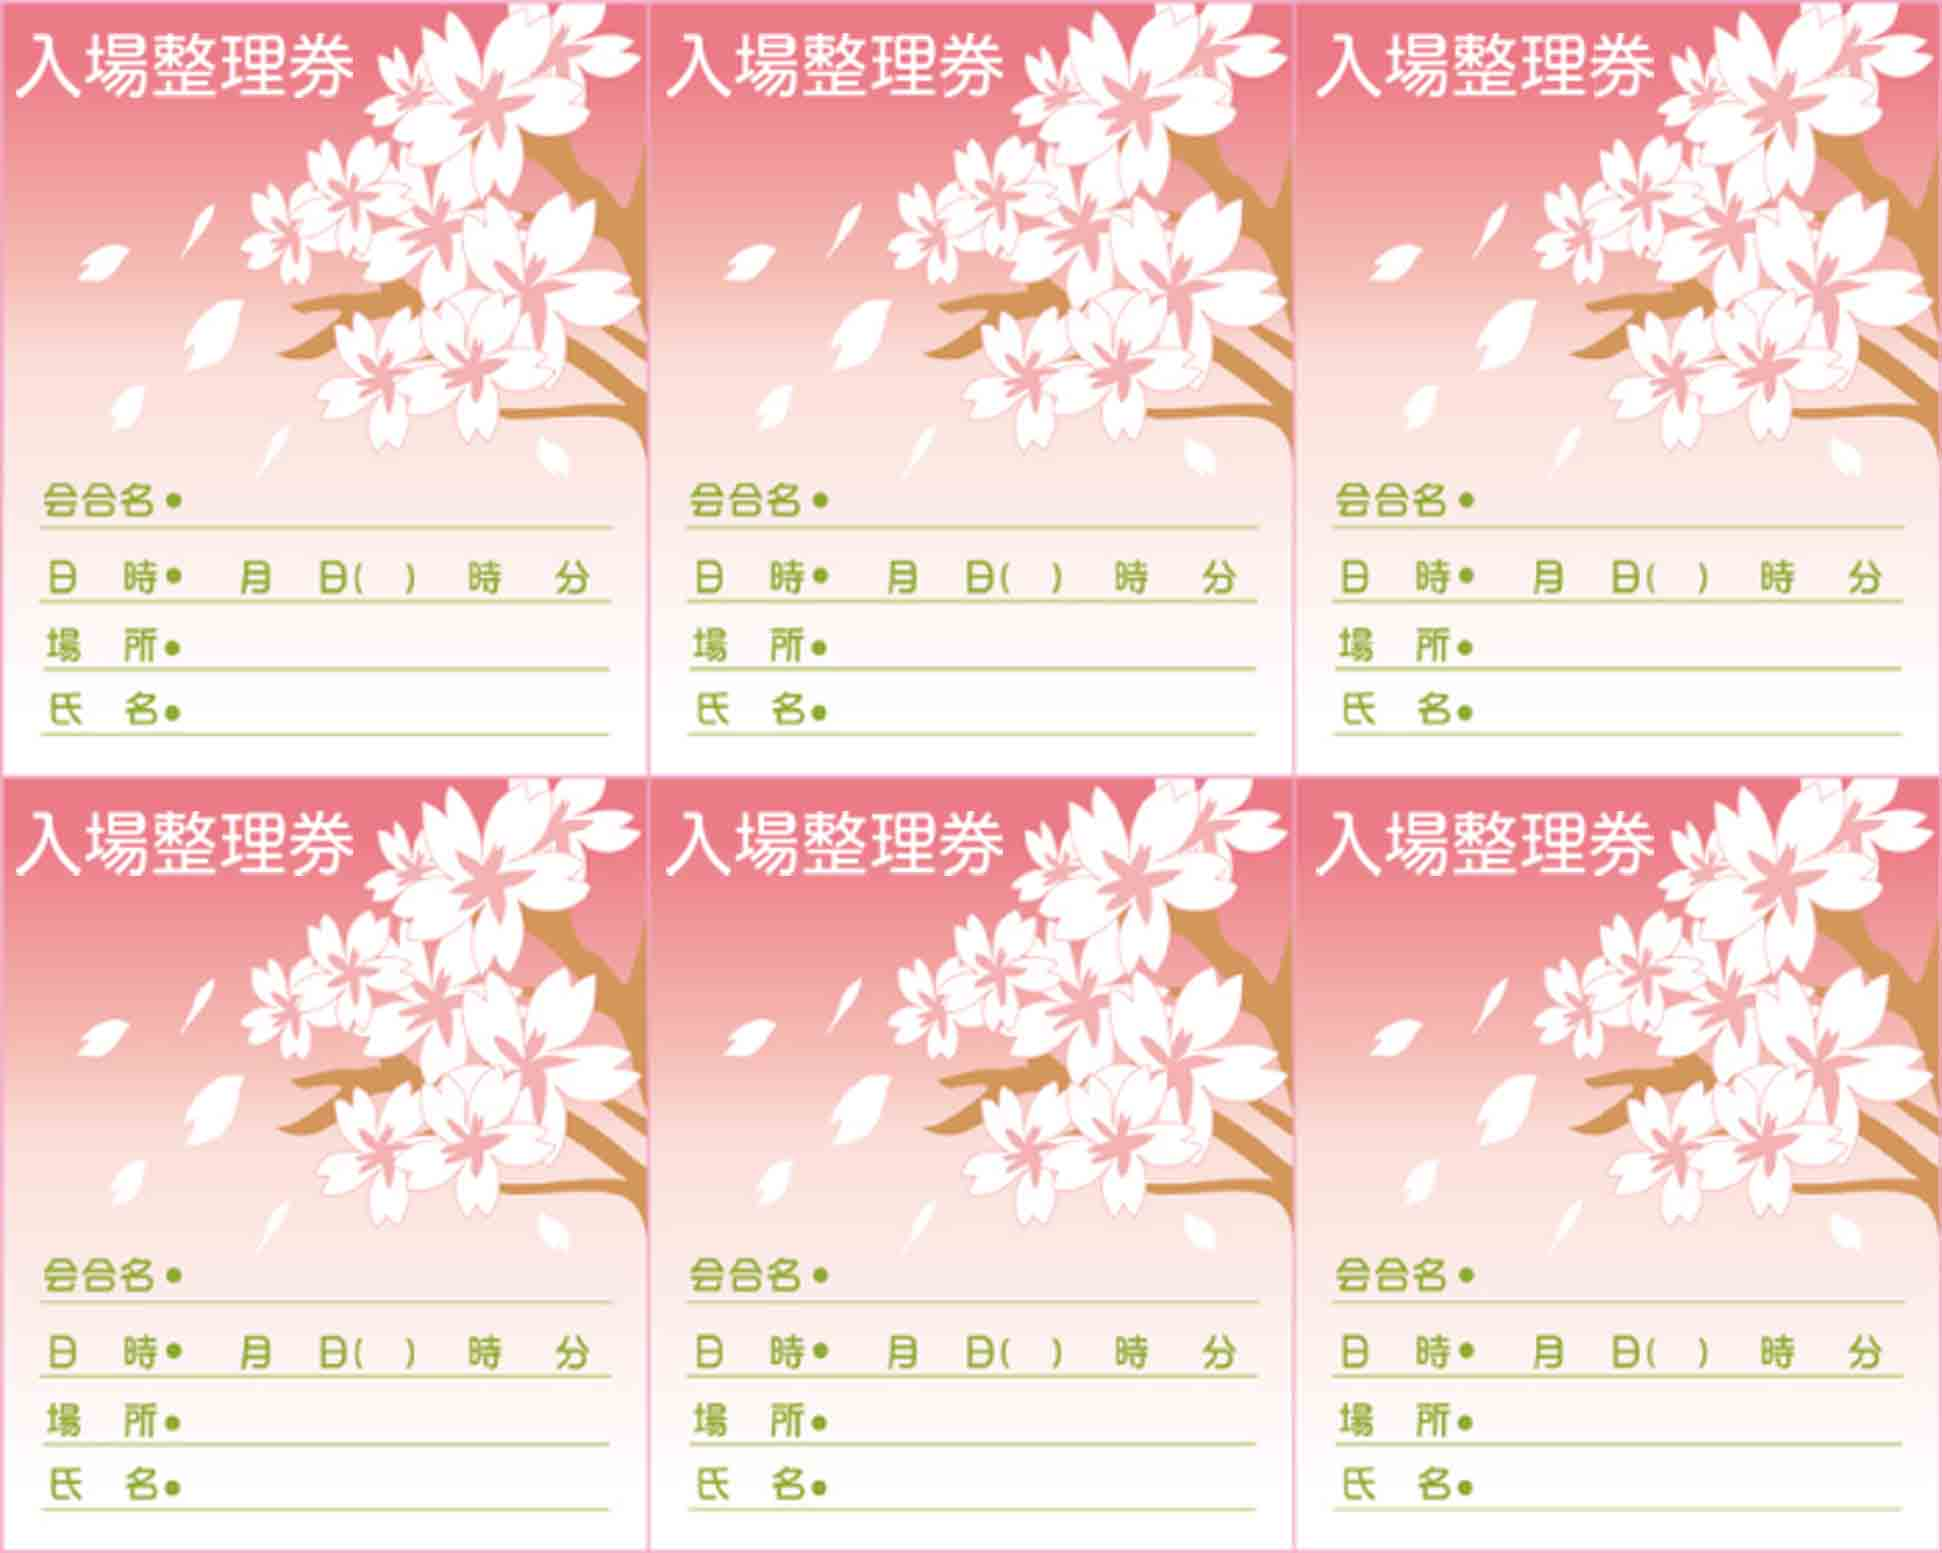 入場整理券
会合名●
日　時●　月　日(　)　時　分
場　所●
氏　名●
入場整理券
会合名●
日　時●　月　日(　)　時　分
場　所●
氏　名●
入場整理券
会合名●
日　時●　月　日(　)　時　分
場　所●
氏　名●
入場整理券
会合名●
日　時●　月　日(　)　時　分
場　所●
氏　名●
入場整理券
会合名●
日　時●　月　日(　)　時　分
場　所●
氏　名●
入場整理券
会合名●
日　時●　月　日(　)　時　分
場　所●
氏　名●